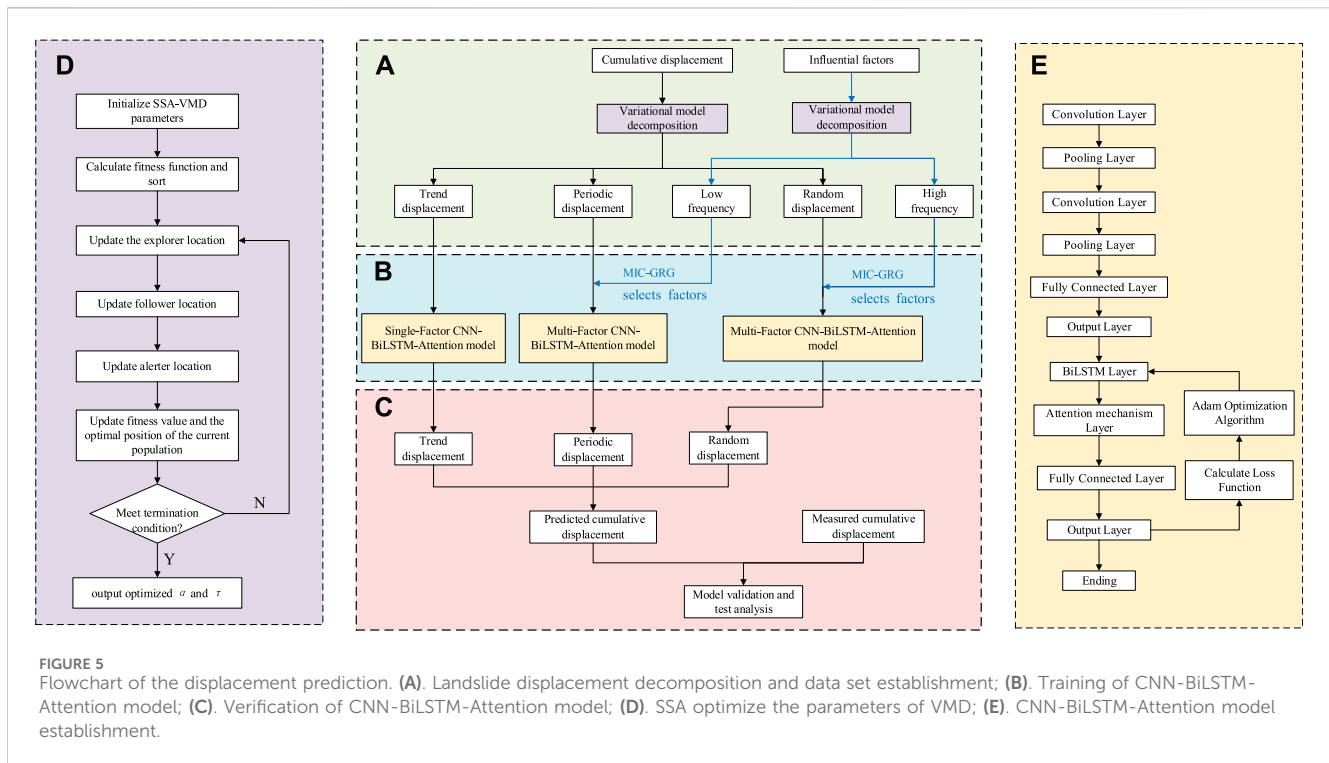 D
Initialize SSA-VMD
parameters
Calculate fitness function and
sort
Update the explorer location
Update follower location
Update alerter location
Update fitness value and the
optimal position of the current
population
Meet termination
condition?
N
Y
output optimized α and τ
A
Cumulative displacement
Influential factors
Variational model
decomposition
Variational model
decomposition
Trend
displacement
Periodic
displacement
Low
frequency
Random
displacement
High
frequency
B
MIC-GRG
selects factors
MIC-GRG
selects factors
Single-Factor CNN-
BiLSTM-Attention model
Multi-Factor CNN-
BiLSTM-Attention model
Multi-Factor CNN-BiLSTM-Attention
model
C
Trend
displacement
Periodic
displacement
Random
displacement
Predicted cumulative
displacement
Measured cumulative
displacement
Model validation and
test analysis
E
Convolution Layer
Pooling Layer
Convolution Layer
Pooling Layer
Fully Connected Layer
Output Layer
BiLSTM Layer
Attention mechanism
Layer
Adam Optimization
Algorithm
Fully Connected Layer
Calculate Loss
Function
Output Layer
Ending
FIGURE 5
Flowchart of the displacement prediction. (A). Landslide displacement decomposition and data set establishment; (B). Training of CNN-BiLSTM-
Attention model; (C). Verification of CNN-BiLSTM-Attention model; (D). SSA optimize the parameters of VMD; (E). CNN-BiLSTM-Attention model
establishment.